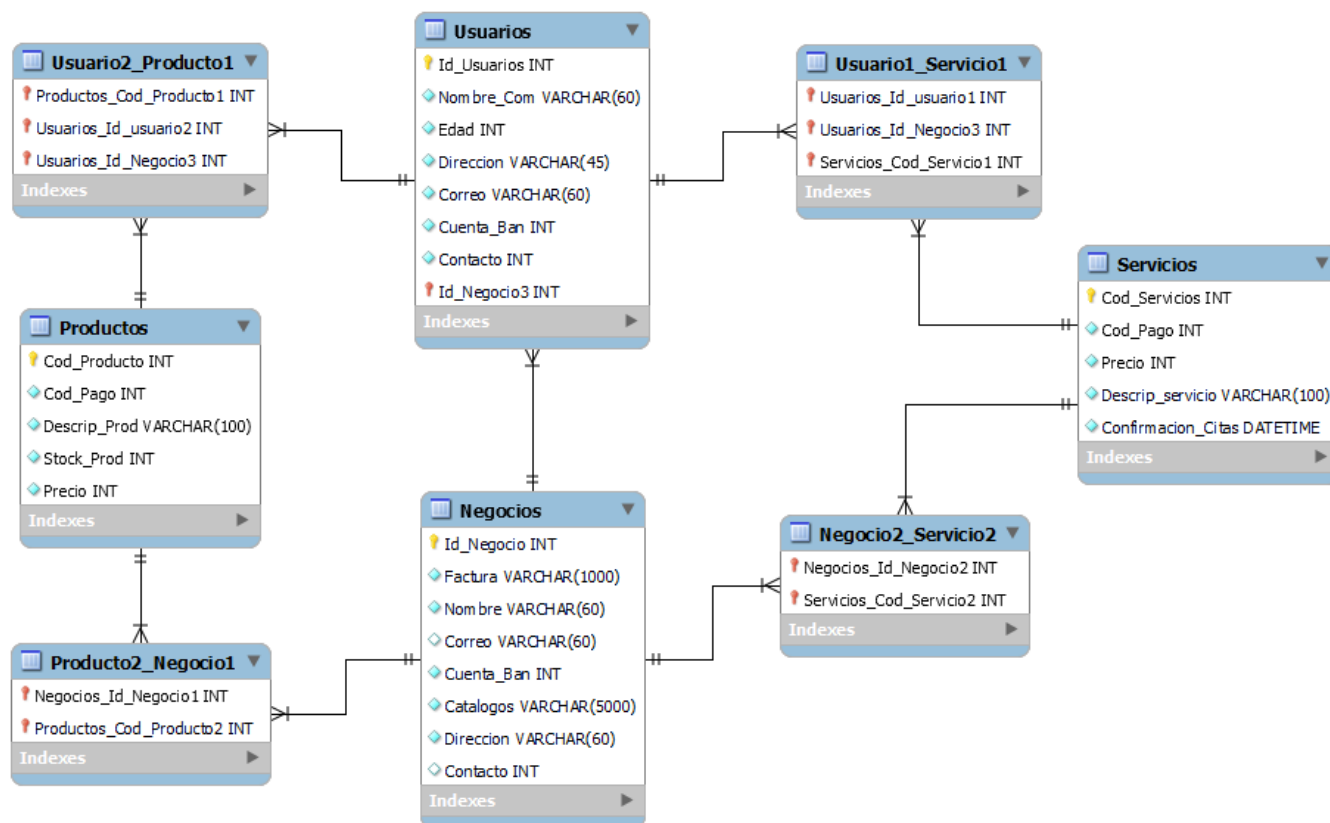 Usuario2_Producto1
Productos_Cod_Producto1 INT
Usuarios_Id_usuario2 INT
Usuarios_Id_Negocio3 INT
Indexes
Usuarios
Id_Usuarios INT
Nombre_Com VARCHAR(60)
Edad INT
Direccion VARCHAR(45)
Correo VARCHAR(60)
Cuenta_Ban INT
Contacto INT
Id_Negocio3 INT
Indexes
Usuario1_Servicio1
Usuarios_Id_usuario1 INT
Usuarios_Id_Negocio3 INT
Servicios_Cod_Servicio1 INT
Indexes
Servicios
Cod_Servicios INT
Cod_Pago INT
Precio INT
Descrip_servicio VARCHAR(100)
Confirmacion_Citas DATETIME
Indexes
Productos
Cod_Producto INT
Cod_Pago INT
Descrip_Prod VARCHAR(100)
Stock_Prod INT
Precio INT
Indexes
Negocios
Id_Negocio INT
Factura VARCHAR(1000)
Nombre VARCHAR(60)
Correo VARCHAR(60)
Cuenta_Ban INT
Catalogos VARCHAR(5000)
Direccion VARCHAR(60)
Contacto INT
Indexes
Negocio2_Servicio2
Negocios_Id_Negocio2 INT
Servicios_Cod_Servicio2 INT
Indexes
Producto2_Negocio1
Negocios_Id_Negocio1 INT
Productos_Cod_Producto2 INT
Indexes